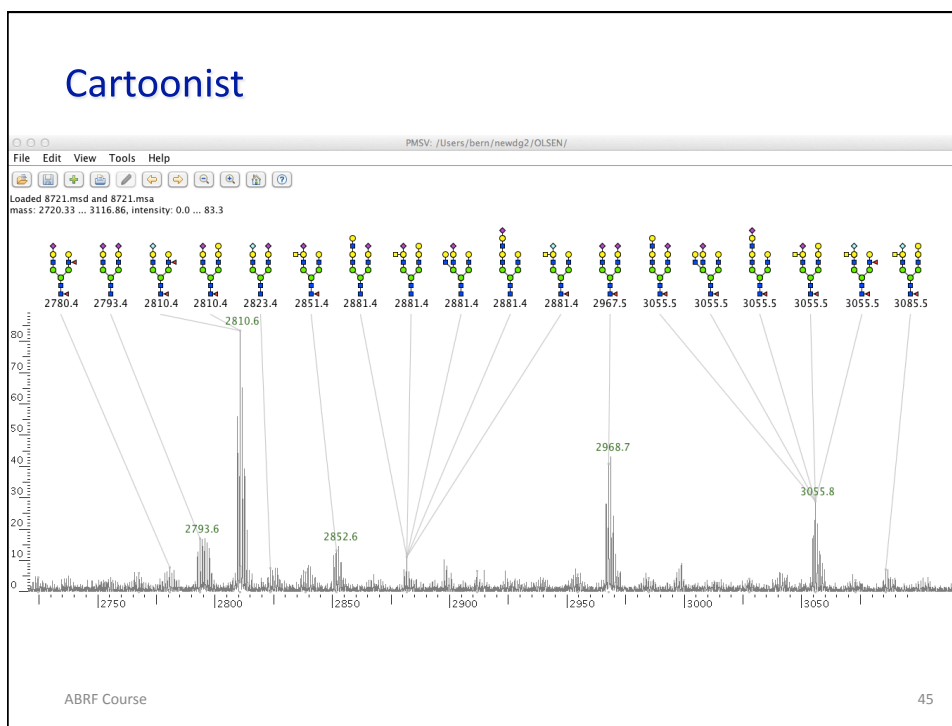 Cartoonist
PMSV: /Users/bern/newdg2/OLSEN/
File Edit View Tools Help
Loaded 8721.msd and 8721.msa
mass: 2720.33 ... 3116.86, intensity: 0.0 ... 83.3
2780.4 2793.4 2810.4 2810.4 2823.4 2851.4 2881.4 2881.4 2881.4 2881.4 2881.4 2967.5 3055.5 3055.5 3055.5 3055.5 3055.5 3085.5
2810.6
80
70
60
50
2968.7
40
30
3055.8
20
2793.6
2852.6
10
0
2750 2800 2850 2900 2950 3000 3050
ABRF Course 45